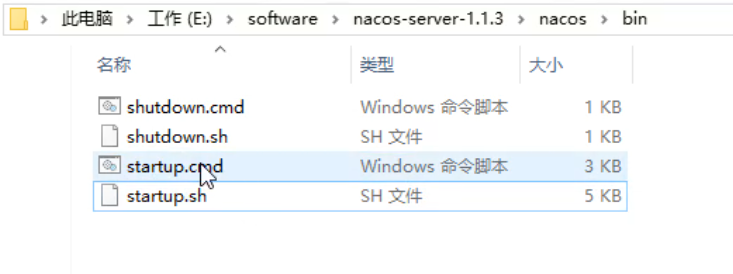 此电脑 > 工作 (E:) > software > nacos-server-1.1.3 > nacos > bin
名称 类型 大小
shutdown.cmd Windows 命令脚本 1 KB
shutdown.sh SH 文件 1 KB
startup.cmd Windows 命令脚本 3 KB
startup.sh SH 文件 5 KB